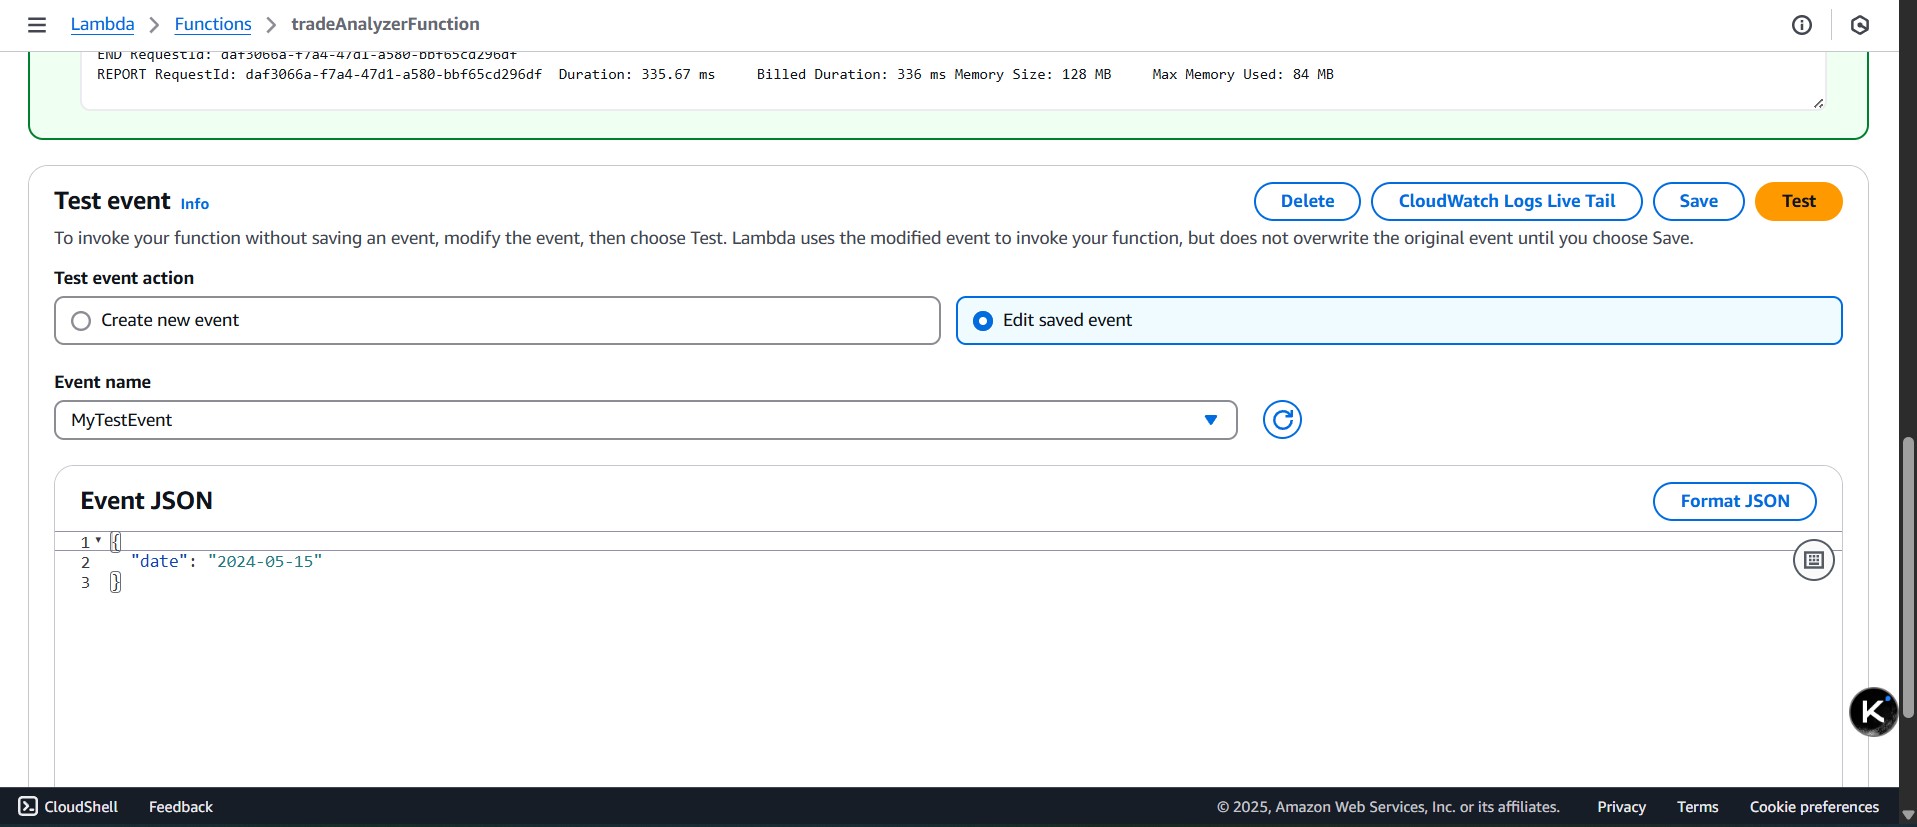 Lambda > Functions > tradeAnalyzerFunction
END RequestId: daf3066a-f7a4-47d1-a580-bbf65cd296df
REPORT RequestId: daf3066a-f7a4-47d1-a580-bbf65cd296df Duration: 335.67 ms Billed Duration: 336 ms Memory Size: 128 MB Max Memory Used: 84 MB
Test event Info Delete CloudWatch Logs Live Tail Save Test
To invoke your function without saving an event, modify the event, then choose Test. Lambda uses the modified event to invoke your function, but does not overwrite the original event until you choose Save.
Test event action
Create new event Edit saved event
Event name
MyTestEvent
Event JSON Format JSON
1 {
2 "date": "2024-05-15"
3 }
K
CloudShell Feedback © 2025, Amazon Web Services, Inc. or its affiliates. Privacy Terms Cookie preferences